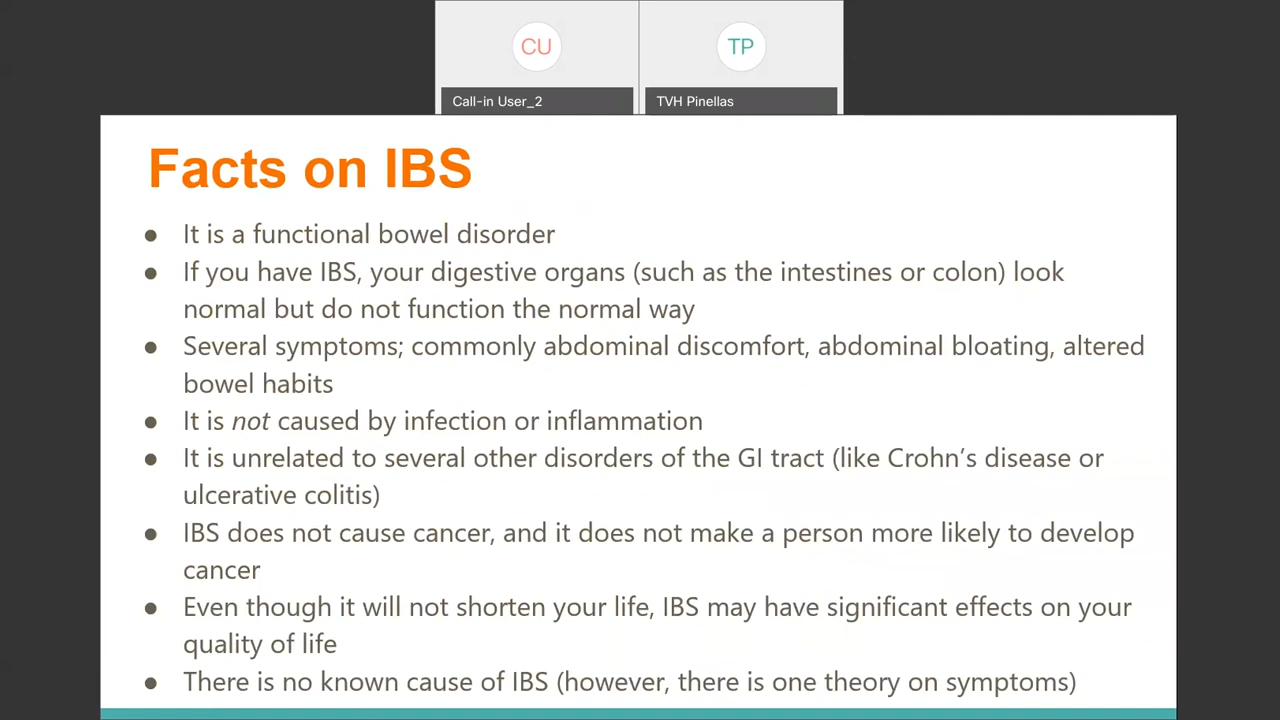 CU
TP
Call-in User_2
TVH Pinellas
Facts on IBS
● It is a functional bowel disorder
● If you have IBS, your digestive organs (such as the intestines or colon) look
normal but do not function the normal way
● Several symptoms; commonly abdominal discomfort, abdominal bloating, altered
bowel habits
● It is not caused by infection or inflammation
● It is unrelated to several other disorders of the GI tract (like Crohn's disease or
ulcerative colitis)
● IBS does not cause cancer, and it does not make a person more likely to develop
cancer
● Even though it will not shorten your life, IBS may have significant effects on your
quality of life
● There is no known cause of IBS (however, there is one theory on symptoms)